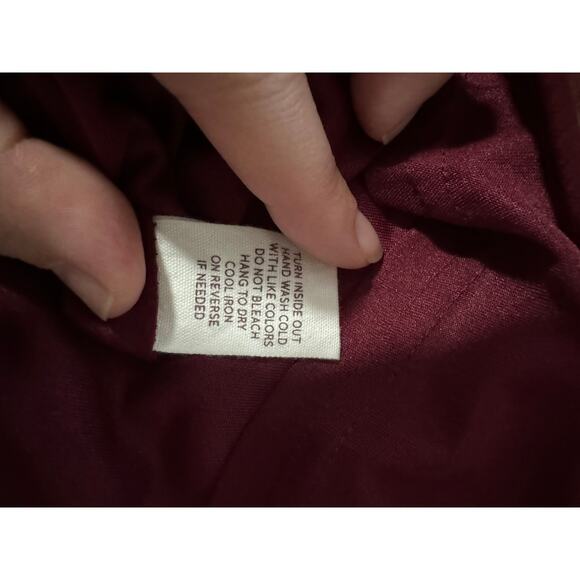 TURN INSIDE OUT
HAND WASH COLD
WITH LIKE COLORS
DO NOT BLEACH
HANG TO DRY
COOL IRON
ON REVERSE
IF NEEDED